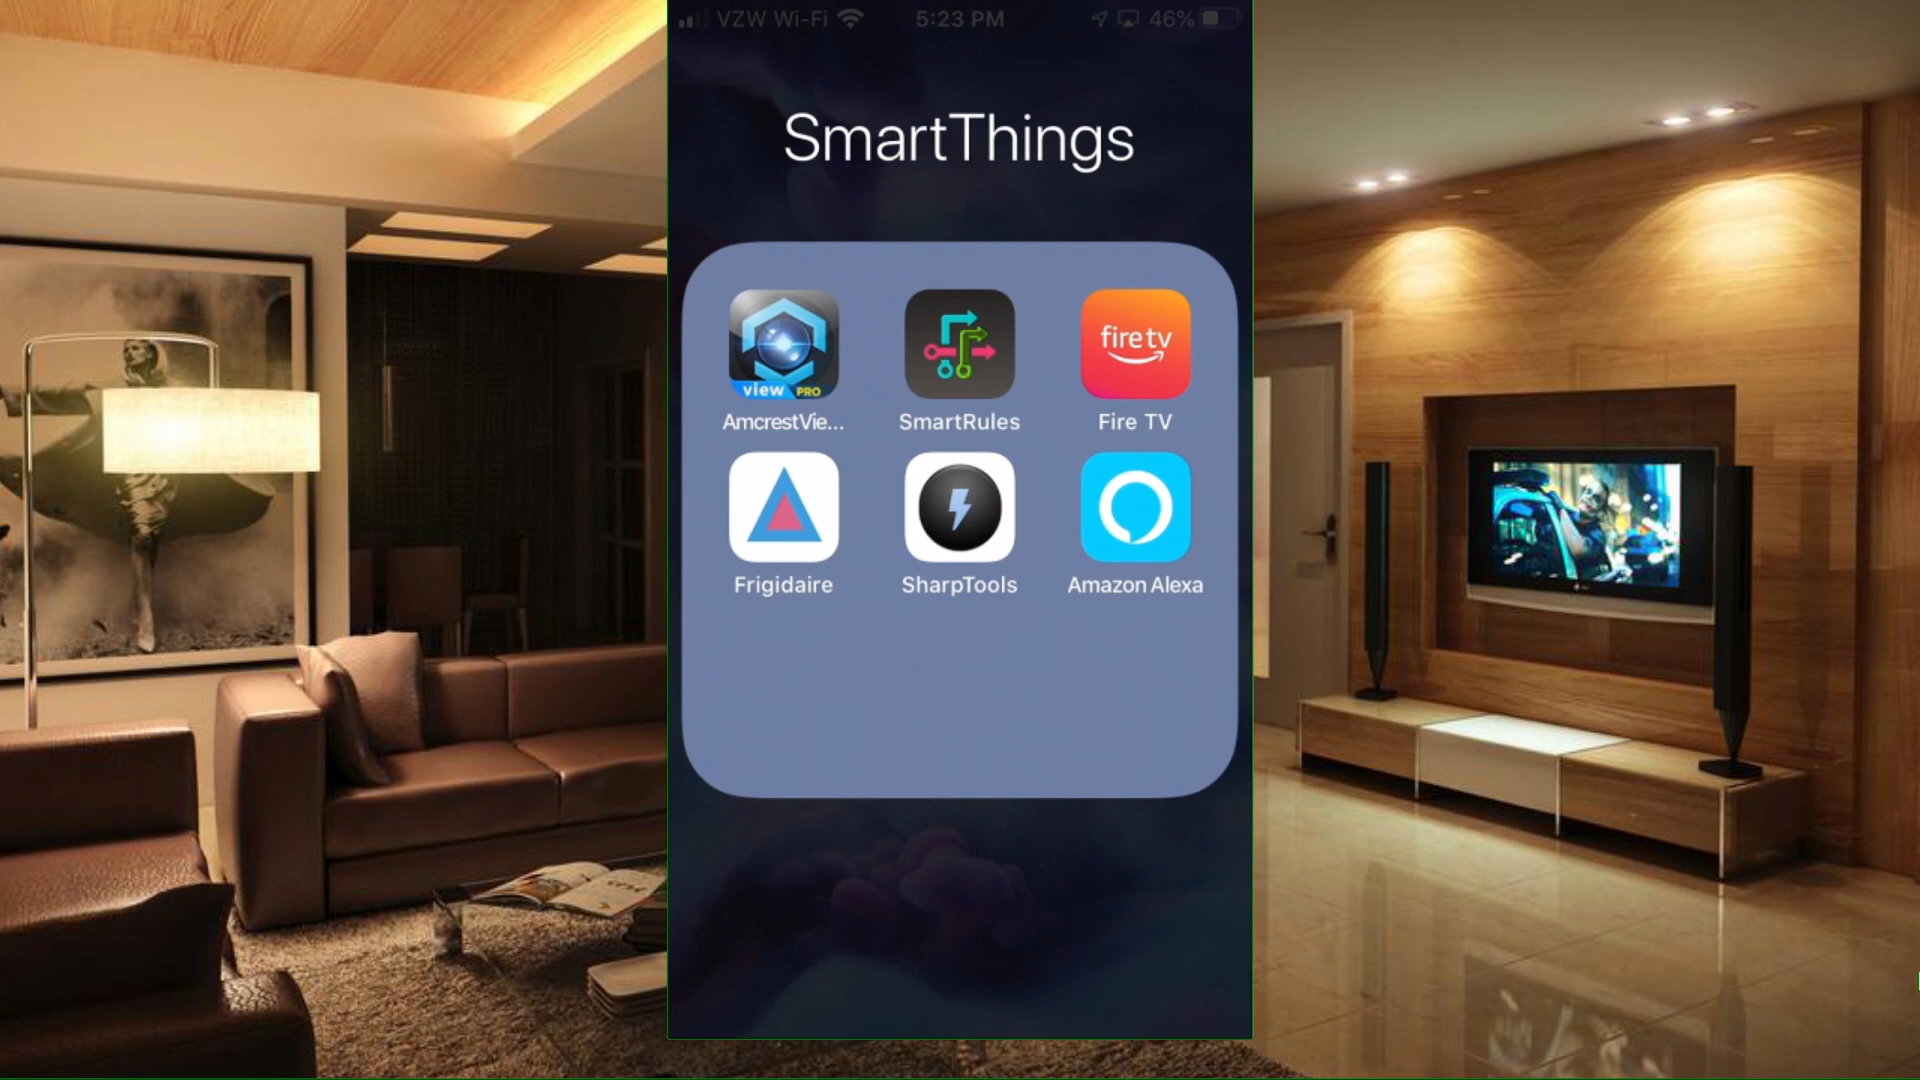 VZW Wi-Fi 5:23 PM 46%
SmartThings
view PRO
fire tv
AmcrestVie... SmartRules Fire TV
Frigidaire SharpTools Amazon Alexa